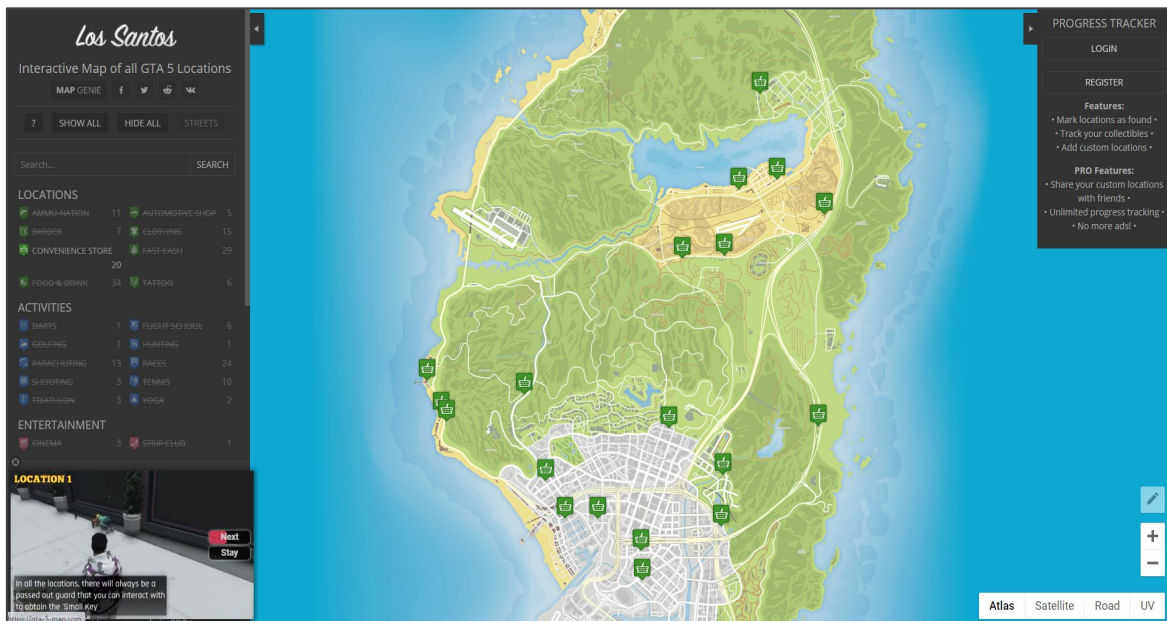 Los Santos
Interactive Map of all GTA 5 Locations
MAP GENIE
? SHOW ALL HIDE ALL STREETS
Search... SEARCH
LOCATIONS
AMMU-NATION 11 AUTOMOTIVE SHOP 5
BARBER 7 CLOTHING 15
CONVENIENCE STORE 20 FAST CASH 29
FOOD & DRINK 34 TATTOO 6
ACTIVITIES
DARTS 1 FLIGHT SCHOOL 6
GOLFING 1 HUNTING 1
PARACHUTING 13 RACES 24
SHOOTING 3 TENNIS 10
TRIATHLON 3 YOGA 2
ENTERTAINMENT
CINEMA 3 STRIP CLUB 1
LOCATION 1
Next
Stay
In all the locations, there will always be a
passed out guard that you can interact with
to obtain the 'Small Key'
https://gta-5-map.com
PROGRESS TRACKER
LOGIN
REGISTER
Features:
• Mark locations as found •
• Track your collectibles •
• Add custom locations •
PRO Features:
• Share your custom locations
with friends •
• Unlimited progress tracking •
• No more ads! •
Atlas Satellite Road UV